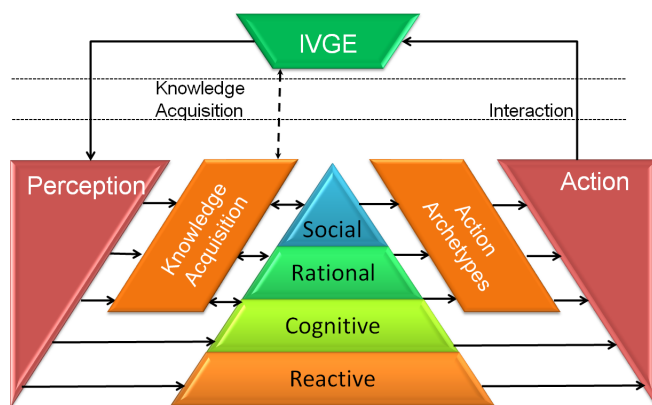 IVGE
Knowledge
Acquisition
Interaction
Perception
Knowledge
Acquisition
Social
Rational
Cognitive
Reactive
Action
Archetypes
Action